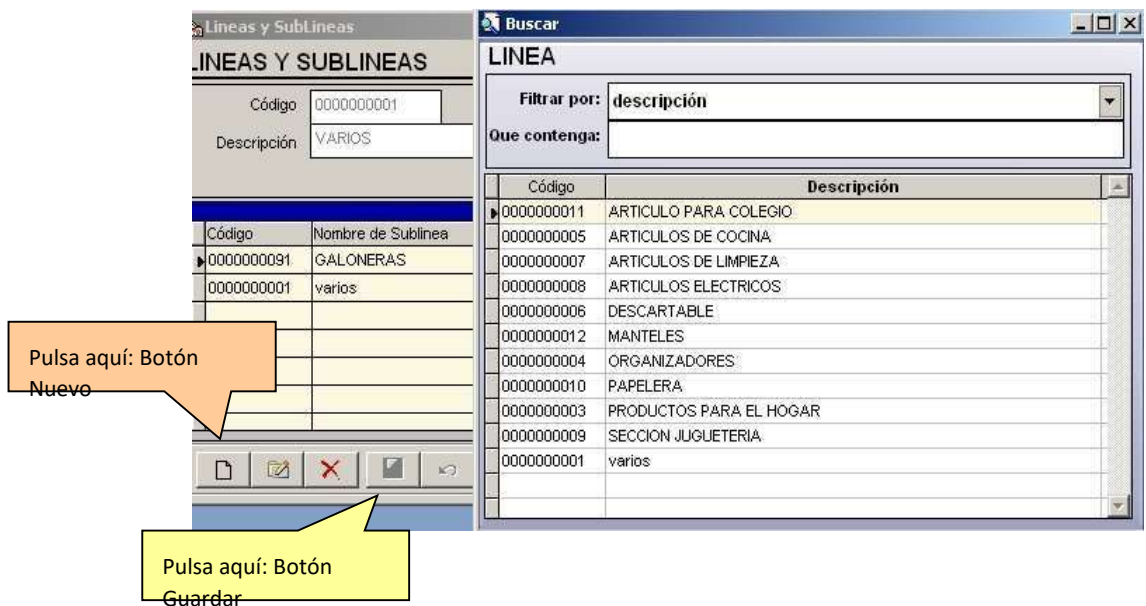 Lineas y SubLineas
LINEAS Y SUBLINEAS
Código 0000000001
Descripción VARIOS
Código Nombre de Sublinea
0000000091 GALONERAS
0000000001 varios
Buscar
LINEA
Filtrar por: descripción
Que contenga:
Código Descripción
0000000011 ARTICULO PARA COLEGIO
0000000005 ARTICULOS DE COCINA
0000000007 ARTICULOS DE LIMPIEZA
0000000008 ARTICULOS ELECTRICOS
0000000006 DESCARTABLE
0000000012 MANTELES
0000000004 ORGANIZADORES
0000000010 PAPELERA
0000000003 PRODUCTOS PARA EL HOGAR
0000000009 SECCION JUGUETERIA
0000000001 varios
Pulsa aquí: Botón
Nuevo
Pulsa aquí: Botón
Guardar